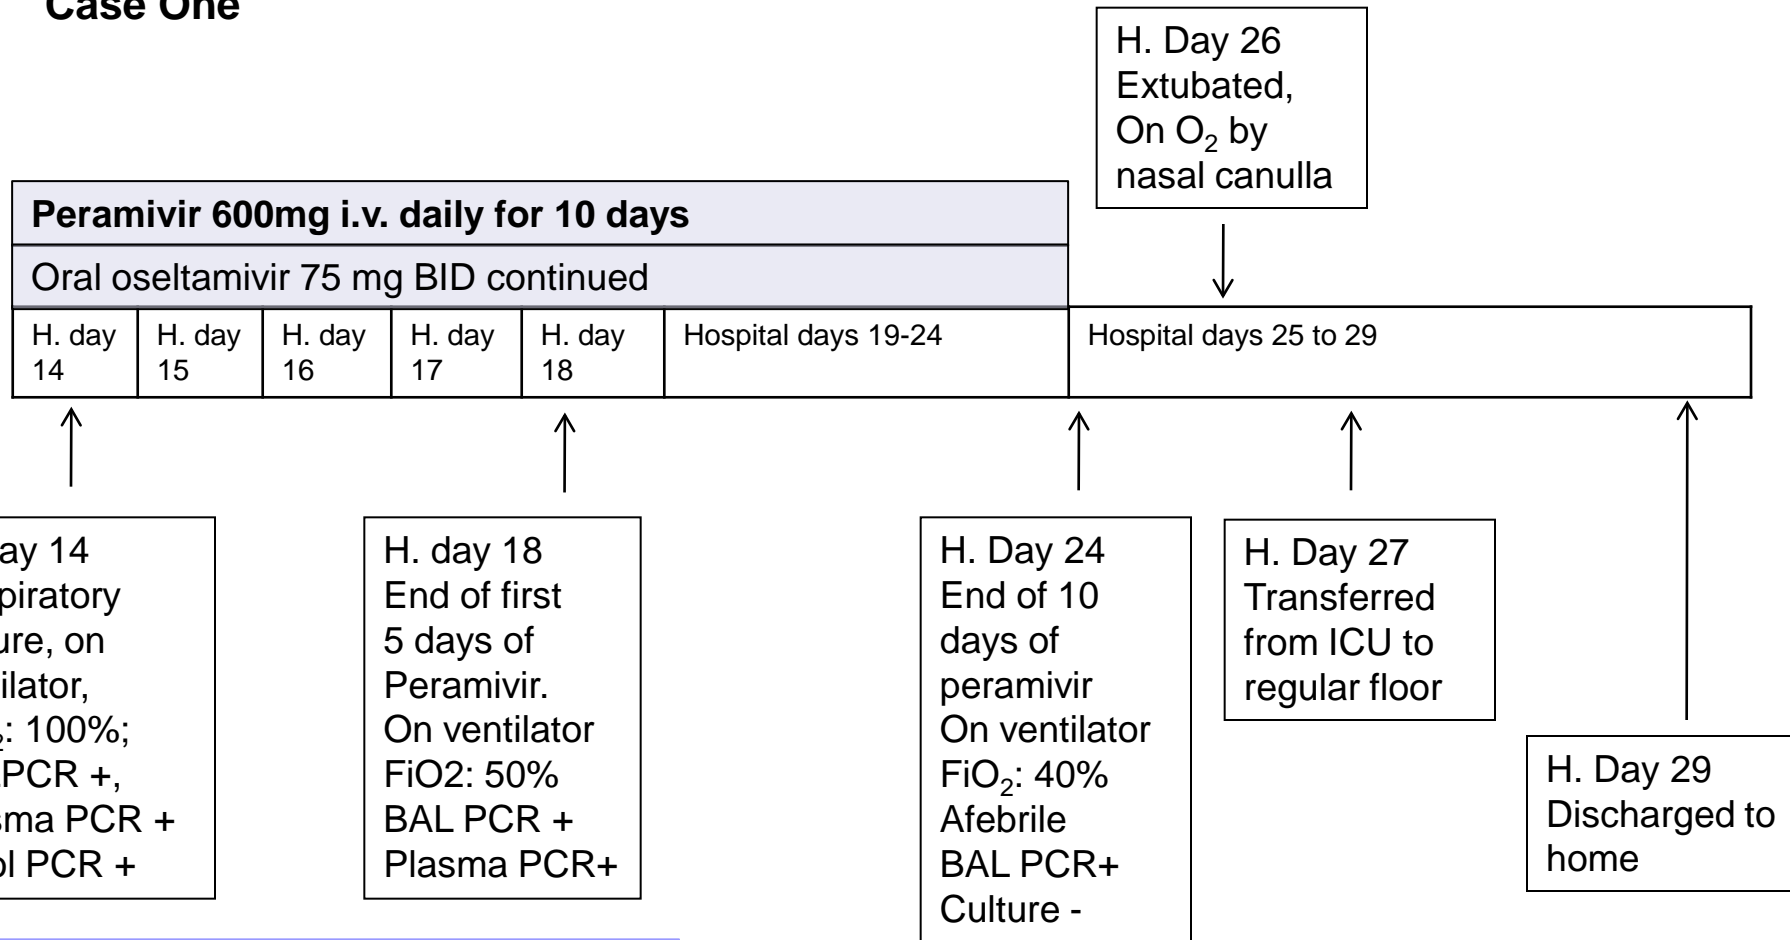 Case One
H. Day 26
Extubated,
On O₂ by
nasal canulla
Peramivir 600mg i.v. daily for 10 days
Oral oseltamivir 75 mg BID continued
H. day
14
H. day
15
H. day
16
H. day
17
H. day
18
Hospital days 19-24
Hospital days 25 to 29
ay 14
piratory
ure, on
ilator,
₂: 100%;
PCR +,
sma PCR +
ol PCR +
H. day 18
End of first
5 days of
Peramivir.
On ventilator
FiO2: 50%
BAL PCR +
Plasma PCR+
H. Day 24
End of 10
days of
peramivir
On ventilator
FiO₂: 40%
Afebrile
BAL PCR+
Culture -
H. Day 27
Transferred
from ICU to
regular floor
H. Day 29
Discharged to
home